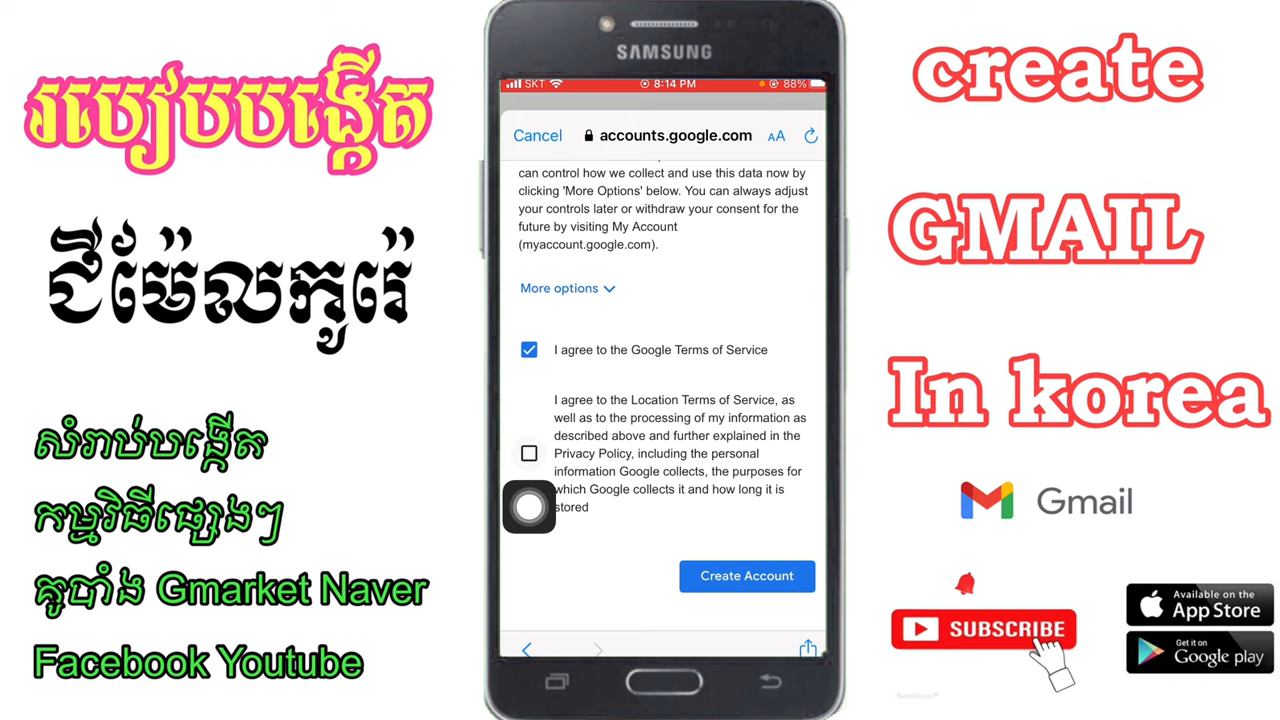 របៀបបង្កើត
ជីម៉ែលកូរ៉េ
សំរាប់បង្កើត
កម្មវិធីផ្សេងៗ
គូប៉ាំង Gmarket Naver
Facebook Youtube
SAMSUNG
SKT 8:14 PM 88%
Cancel accounts.google.com AA
can control how we collect and use this data now by
clicking 'More Options' below. You can always adjust
your controls later or withdraw your consent for the
future by visiting My Account
(myaccount.google.com).
More options
I agree to the Google Terms of Service
I agree to the Location Terms of Service, as
well as to the processing of my information as
described above and further explained in the
Privacy Policy, including the personal
information Google collects, the purposes for
which Google collects it and how long it is
stored
Create Account
create
GMAIL
In korea
Gmail
SUBSCRIBE
Available on the
App Store
Get it on
Google play